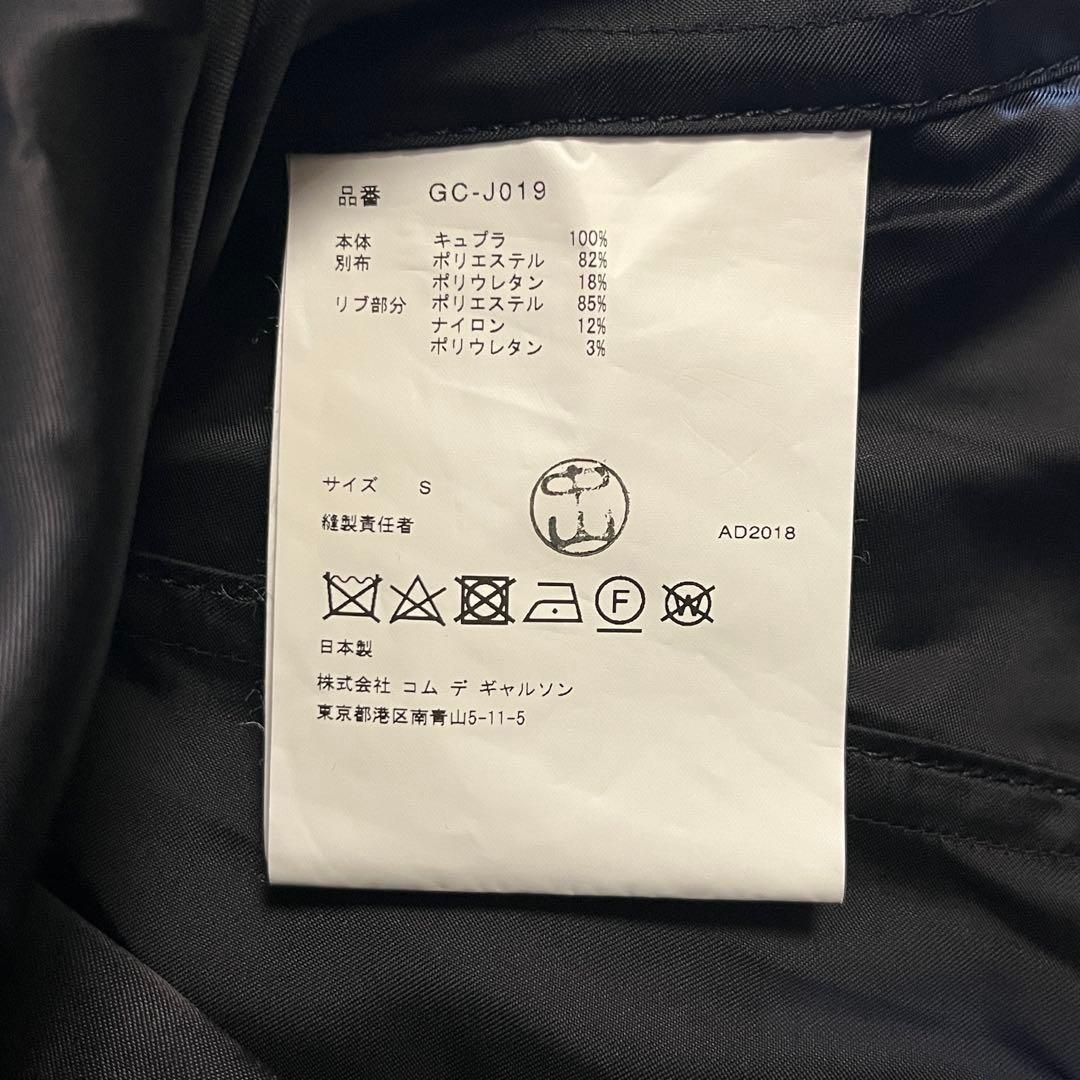 品番 GC-J019
本体 キュプラ 100%
別布 ポリエステル 82%
ポリウレタン 18%
リブ部分 ポリエステル 85%
ナイロン 12%
ポリウレタン 3%
サイズ S
中山
縫製責任者
AD2018
F
W
日本製
株式会社 コム デ ギャルソン
東京都港区南青山5-11-5